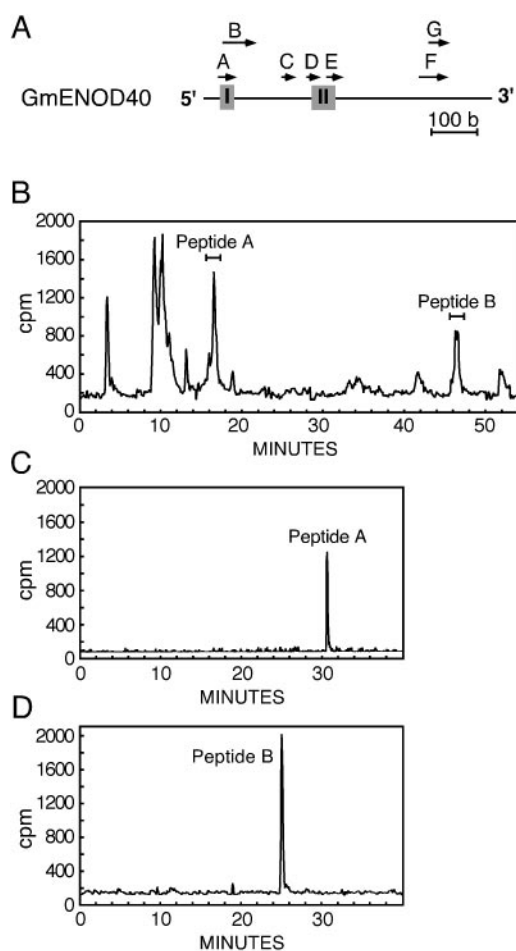 A
B G
A C D E F
GmENOD40 5' I II 3'
100 b
B
2000
1600
1200
800
400
0
cpm
Peptide A
Peptide B
0 10 20 30 40 50
MINUTES
C
2000
1600
1200
800
400
0
cpm
Peptide A
0 10 20 30
MINUTES
D
2000
1600
1200
800
400
0
cpm
Peptide B
0 10 20 30
MINUTES